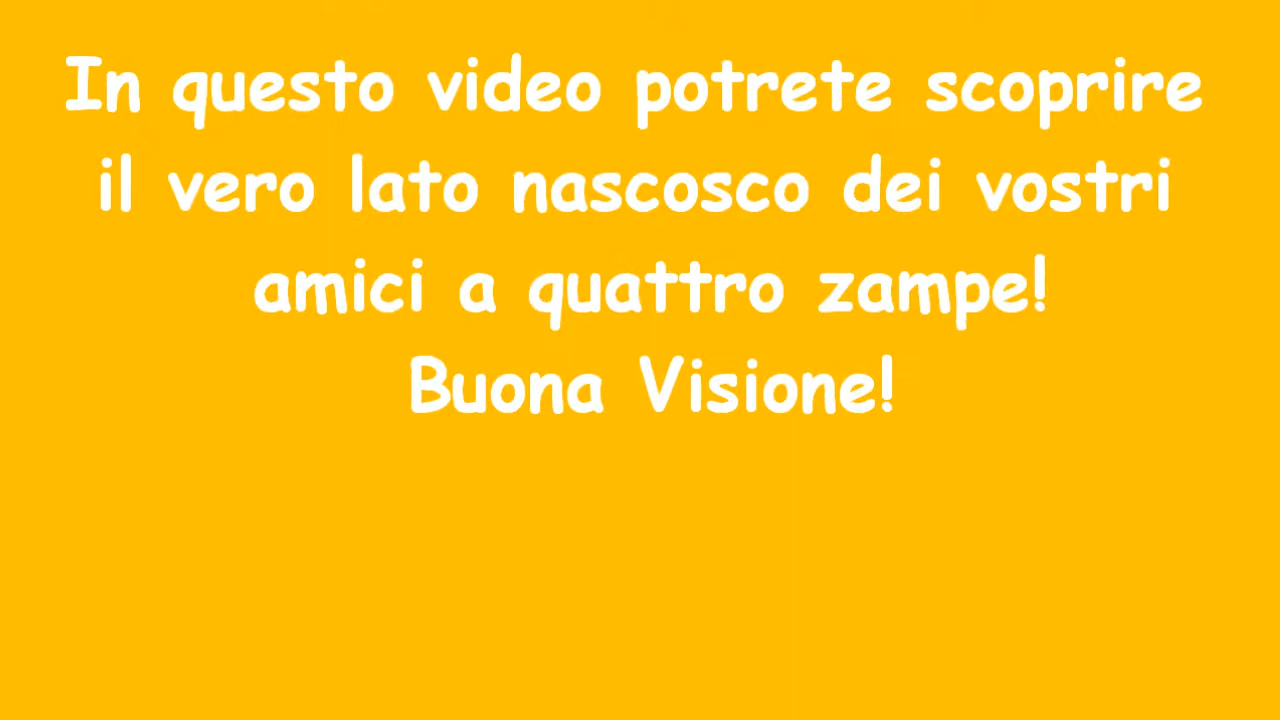 In questo video potrete scoprire
il vero lato nascosco dei vostri
amici a quattro zampe!
Buona Visione!